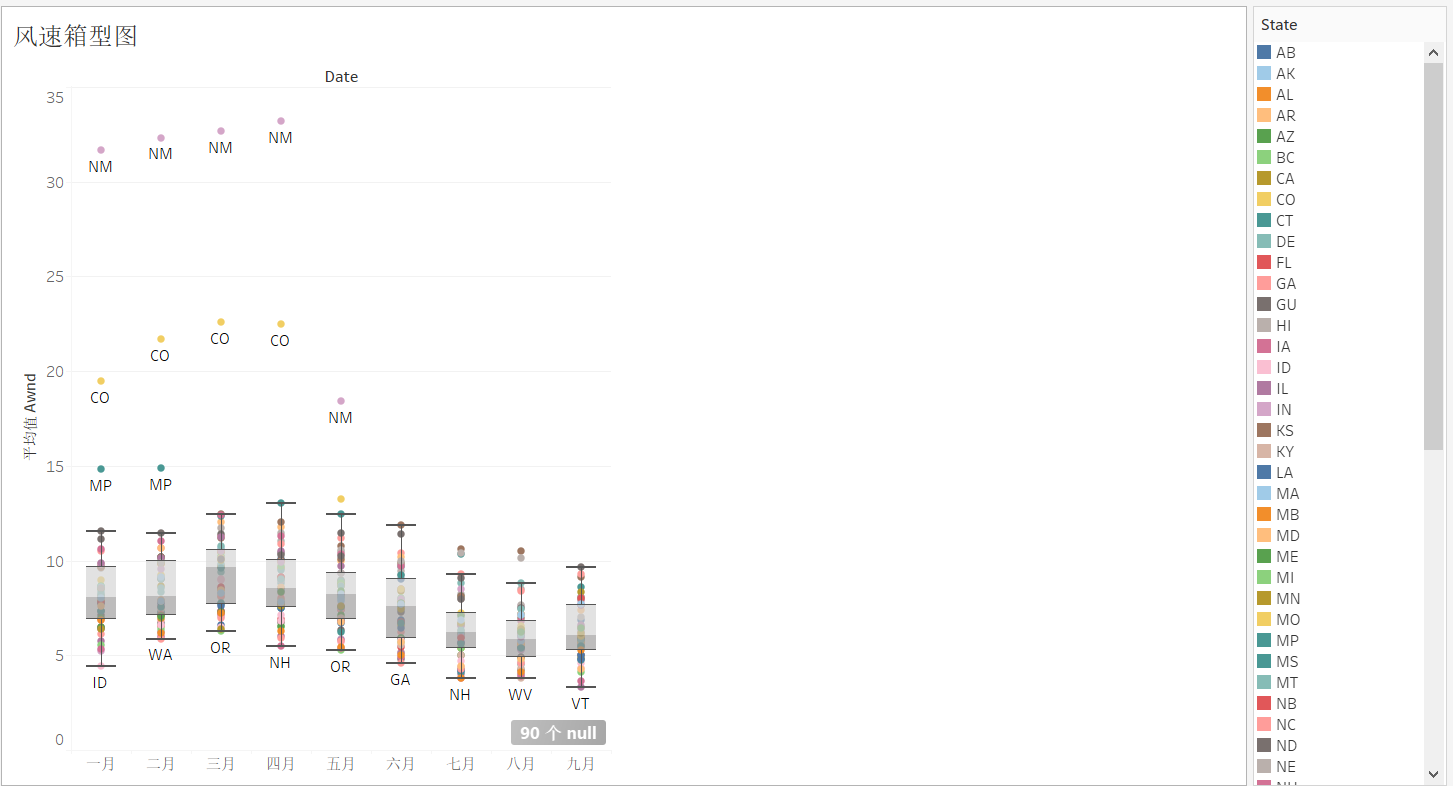 风速箱型图
Date
35
30
25
20
15
10
5
0
平均值 Awnd
NM
NM
NM
NM
CO
CO
CO
CO
NM
MP
MP
ID
WA
OR
NH
OR
GA
NH
WV
VT
90 个 null
一月 二月 三月 四月 五月 六月 七月 八月 九月
State
AB
AK
AL
AR
AZ
BC
CA
CO
CT
DE
FL
GA
GU
HI
IA
ID
IL
IN
KS
KY
LA
MA
MB
MD
ME
MI
MN
MO
MP
MS
MT
NB
NC
ND
NE